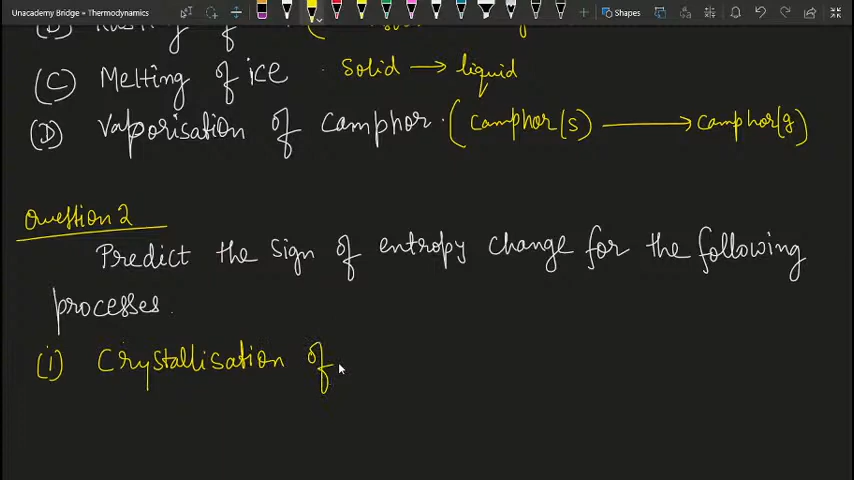 Unacademy Bridge - Thermodynamics
Shapes
of
(C) Melting of ice . Solid → liquid
(D) vaporisation of camphor. (camphor(s) → camphor(g)
Question 2
Predict the sign of entropy change for the following
processes.
(i) Crystallisation of